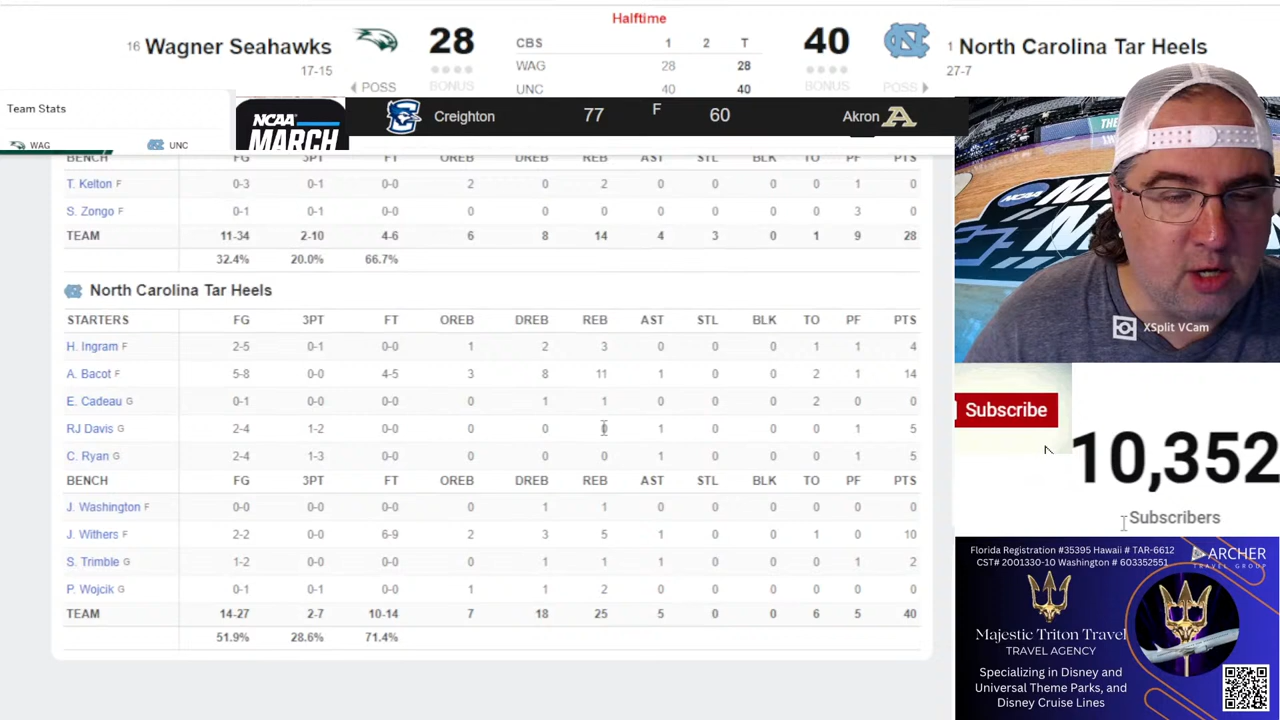 Halftime
16 Wagner Seahawks 28 CBS 1 2 T 40 1 North Carolina Tar Heels
17-15 WAG 28 28 27-7
POSS BONUS UNC 40 40 BONUS POSS
Team Stats
WAG UNC
NCAA MARCH
Creighton 77 F 60 Akron
BENCH FG 3PT FT OREB DREB REB AST STL BLK TO PF PTS
T. Kelton F 0-3 0-1 0-0 2 0 2 0 0 0 0 1 0
S. Zongo F 0-1 0-1 0-0 0 0 0 0 0 0 0 3 0
TEAM 11-34 2-10 4-6 6 8 14 4 3 0 1 9 28
32.4% 20.0% 66.7%
North Carolina Tar Heels
STARTERS FG 3PT FT OREB DREB REB AST STL BLK TO PF PTS
H. Ingram F 2-5 0-1 0-0 1 2 3 0 0 0 1 1 4
A. Bacot F 5-8 0-0 4-5 3 8 11 1 0 0 2 1 14
E. Cadeau G 0-1 0-0 0-0 0 1 1 0 0 0 2 0 0
RJ Davis G 2-4 1-2 0-0 0 0 0 1 0 0 0 1 5
C. Ryan G 2-4 1-3 0-0 0 0 0 1 0 0 0 1 5
BENCH FG 3PT FT OREB DREB REB AST STL BLK TO PF PTS
J. Washington F 0-0 0-0 0-0 0 1 1 0 0 0 0 0 0
J. Withers F 2-2 0-0 6-9 2 3 5 1 0 0 1 0 10
S. Trimble G 1-2 0-0 0-0 0 1 1 1 0 0 0 1 2
P. Wojcik G 0-1 0-1 0-0 1 1 2 0 0 0 0 0 0
TEAM 14-27 2-7 10-14 7 18 25 5 0 0 6 5 40
51.9% 28.6% 71.4%
NCAA
XSplit VCam
Subscribe
10,352
Subscribers
Florida Registration #35395 Hawaii # TAR-6612
CST# 2001330-10 Washington # 603352551
ARCHER
TRAVEL GROUP
Majestic Triton Travel
TRAVEL AGENCY
Specializing in Disney and
Universal Theme Parks, and
Disney Cruise Lines